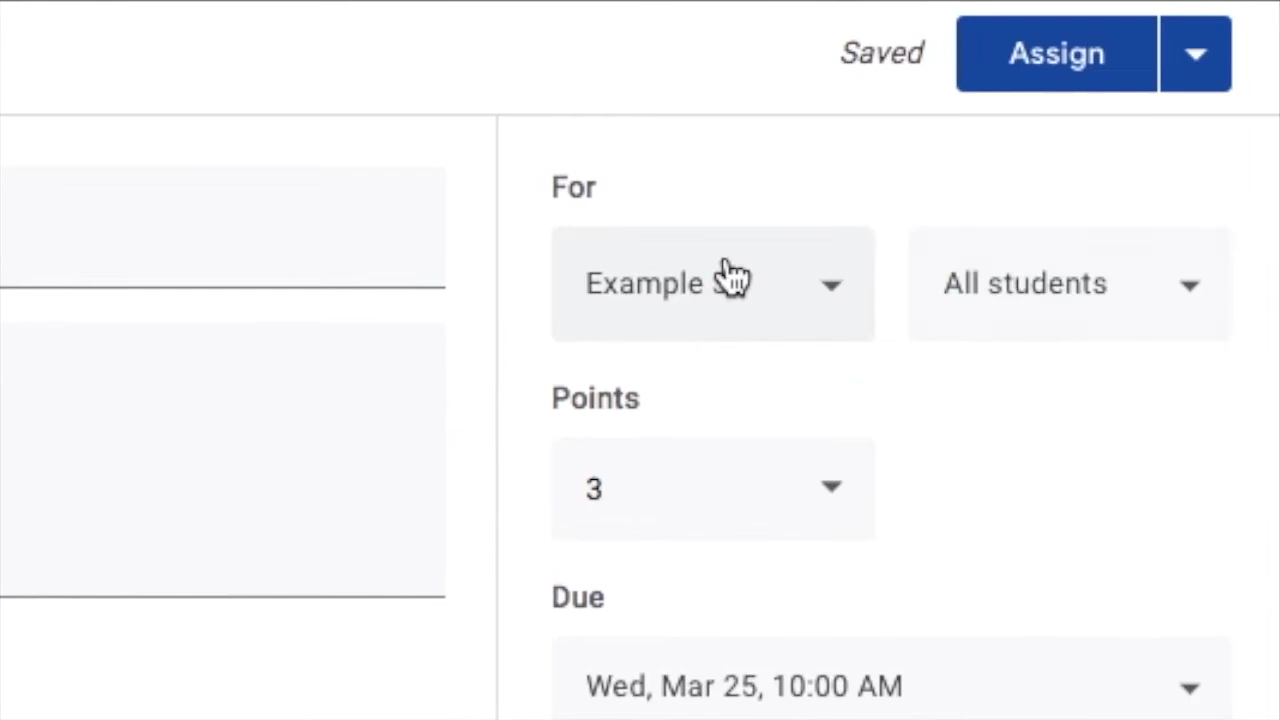 Saved
Assign
For
Example
All students
Points
3
Due
Wed, Mar 25, 10:00 AM